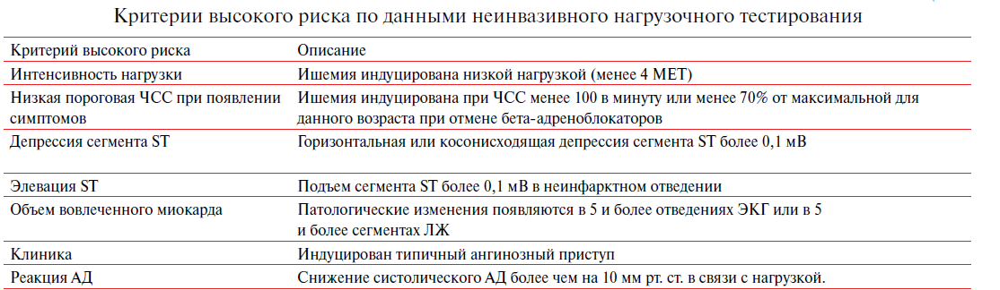 Критерии высокого риска по данными неинвазивного нагрузочного тестирования
Критерий высокого риска Описание
Интенсивность нагрузки Ишемия индуцирована низкой нагрузкой (менее 4 МЕТ)
Низкая пороговая ЧСС при появлении симптомов Ишемия индуцирована при ЧСС менее 100 в минуту или менее 70% от максимальной для данного возраста при отмене бета-адреноблокаторов
Депрессия сегмента ST Горизонтальная или косонисходящая депрессия сегмента ST более 0,1 мВ
Элевация ST Подъем сегмента ST более 0,1 мВ в неинфарктном отведении
Объем вовлеченного миокарда Патологические изменения появляются в 5 и более отведениях ЭКГ или в 5
и более сегментах ЛЖ
Клиника Индуцирован типичный ангинозный приступ
Реакция АД Снижение систолического АД более чем на 10 мм рт. ст. в связи с нагрузкой.